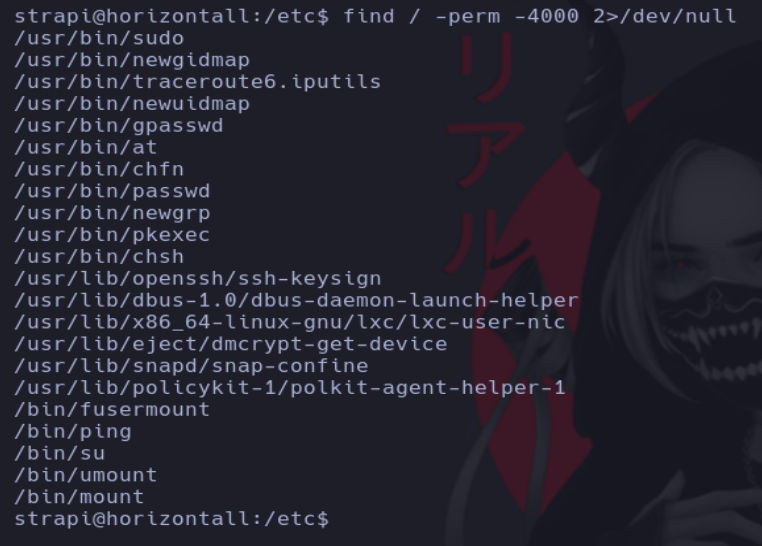 strapi@horizontall:/etc$ find / -perm -4000 2>/dev/null
/usr/bin/sudo
/usr/bin/newgidmap
/usr/bin/traceroute6.iputils
/usr/bin/newuidmap
/usr/bin/gpasswd
/usr/bin/at
/usr/bin/chfn
/usr/bin/passwd
/usr/bin/newgrp
/usr/bin/pkexec
/usr/bin/chsh
/usr/lib/openssh/ssh-keysign
/usr/lib/dbus-1.0/dbus-daemon-launch-helper
/usr/lib/x86_64-linux-gnu/lxc/lxc-user-nic
/usr/lib/eject/dmcrypt-get-device
/usr/lib/snapd/snap-confine
/usr/lib/policykit-1/polkit-agent-helper-1
/bin/fusermount
/bin/ping
/bin/su
/bin/umount
/bin/mount
strapi@horizontall:/etc$
リアル